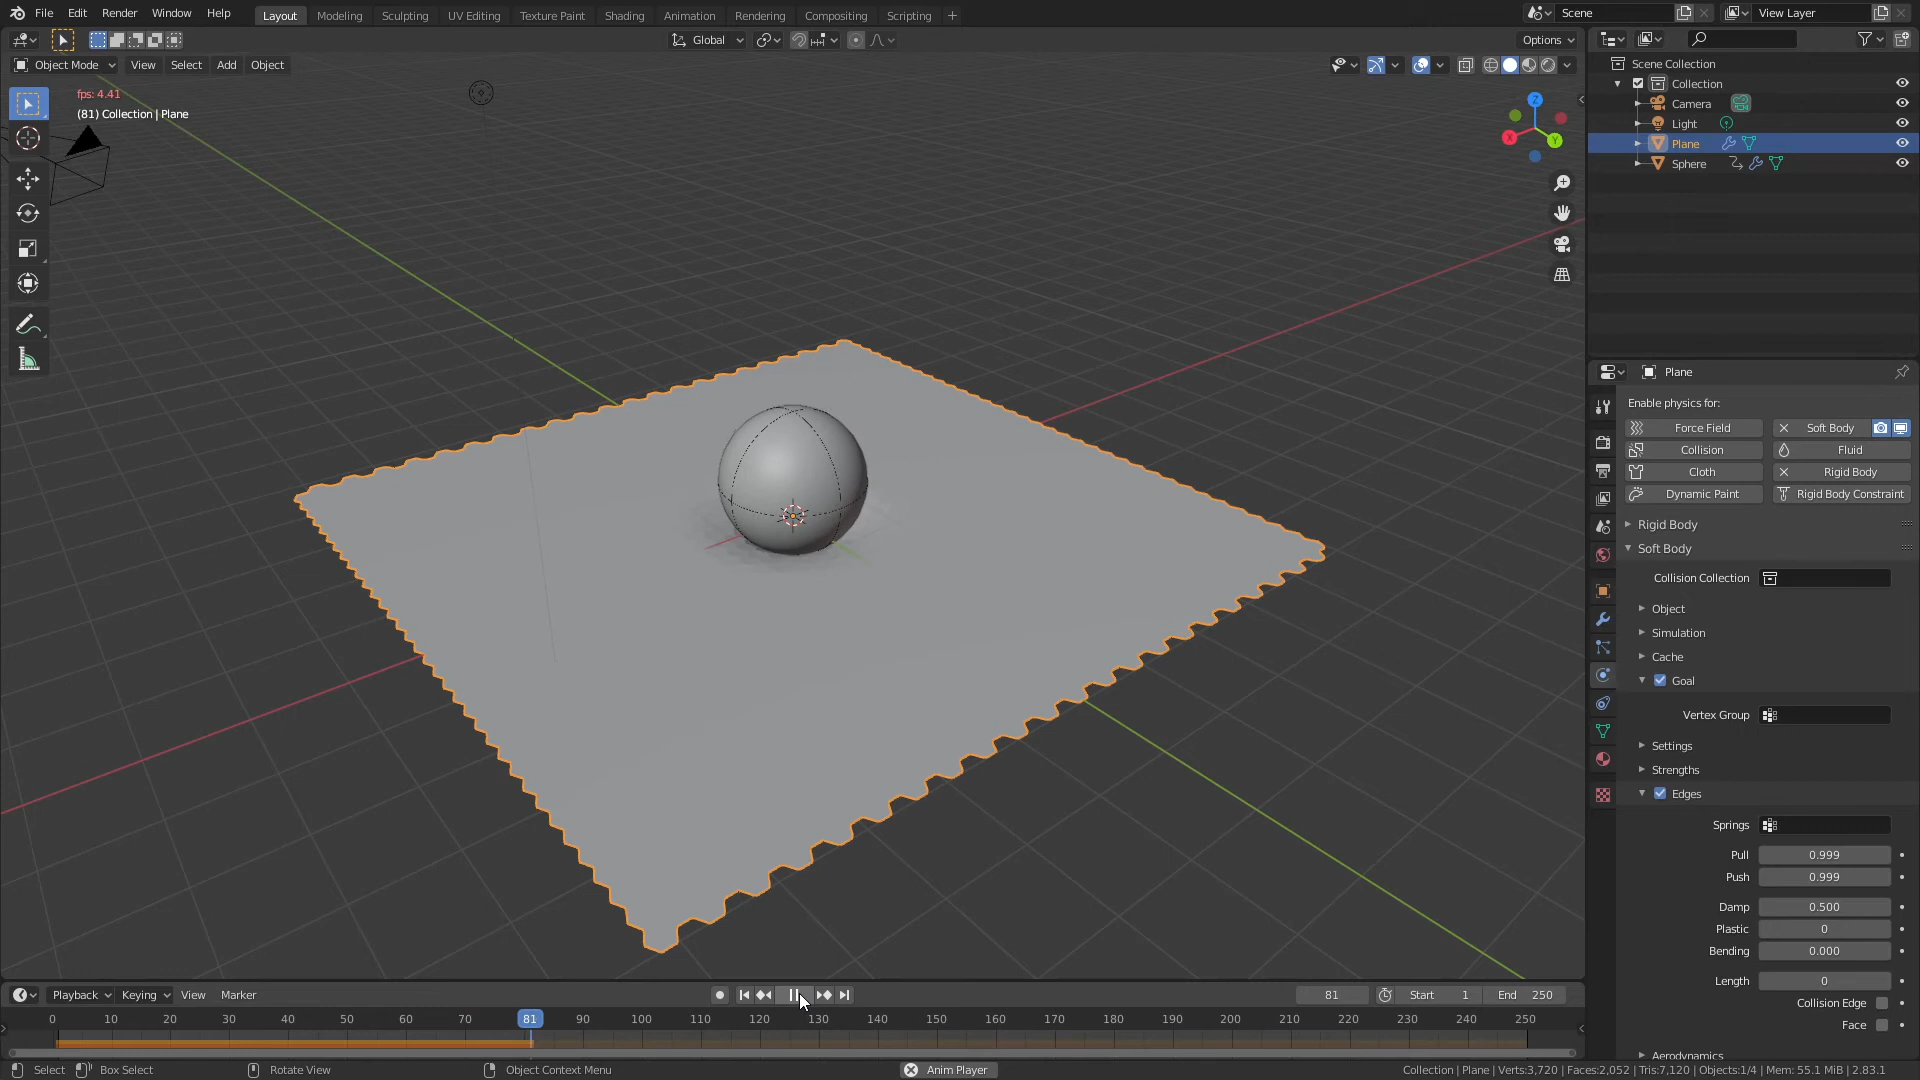 File Edit Render Window Help Layout Modeling Sculpting UV Editing Texture Paint Shading Animation Rendering Compositing Scripting + Scene View Layer
Global Options
Object Mode View Select Add Object
fps: 4.41
(81) Collection | Plane
Z
X
Y
Scene Collection
Collection
Camera
Light
Plane
Sphere
Plane
Enable physics for:
Force Field Soft Body
Collision Fluid
Cloth Rigid Body
Dynamic Paint Rigid Body Constraint
Rigid Body
Soft Body
Collision Collection
Object
Simulation
Cache
Goal
Vertex Group
Settings
Strengths
Edges
Springs
Pull 0.999
Push 0.999
Damp 0.500
Plastic 0
Bending 0.000
Length 0
Collision Edge
Face
Aerodynamics
Playback Keying View Marker 81 Start 1 End 250
0 10 20 30 40 50 60 70 81 90 100 110 120 130 140 150 160 170 180 190 200 210 220 230 240 250
Select Box Select Rotate View Object Context Menu Anim Player Collection | Plane | Verts:3,720 | Faces:2,052 | Tris:7,120 | Objects:1/4 | Mem: 55.1 MiB | 2.83.1